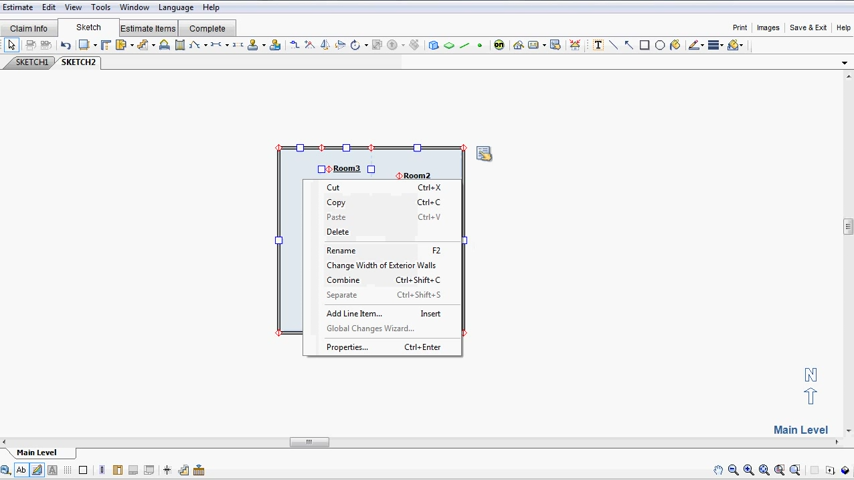 Estimate Edit View Tools Window Language Help
Claim Info Sketch Estimate Items Complete
Print Images Save & Exit Help
SKETCH1 SKETCH2
Room3
Room2
Cut Ctrl+X
Copy Ctrl+C
Paste Ctrl+V
Delete
Rename F2
Change Width of Exterior Walls
Combine Ctrl+Shift+C
Separate Ctrl+Shift+S
Add Line Item... Insert
Global Changes Wizard...
Properties... Ctrl+Enter
N
Main Level
Main Level
Ab A